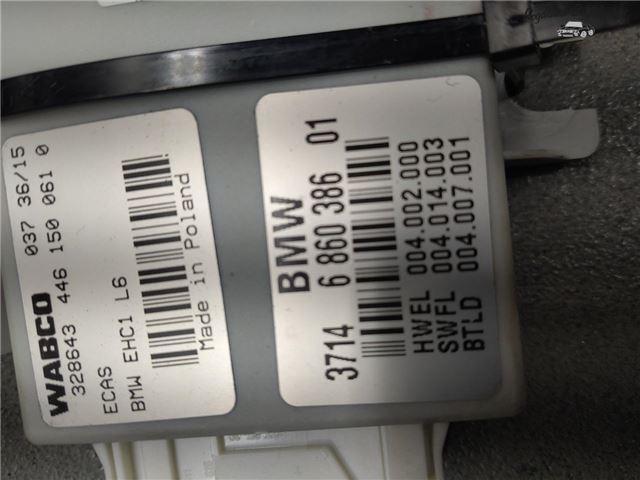 WABCO 037 36/15
328643 446 150 061 0
ECAS
BMW EHC1 L6
Made in Poland
BMW
3714 6 860 386 01
HWEL 004.002.000
SWFL 004.014.003
BTLD 004.007.001